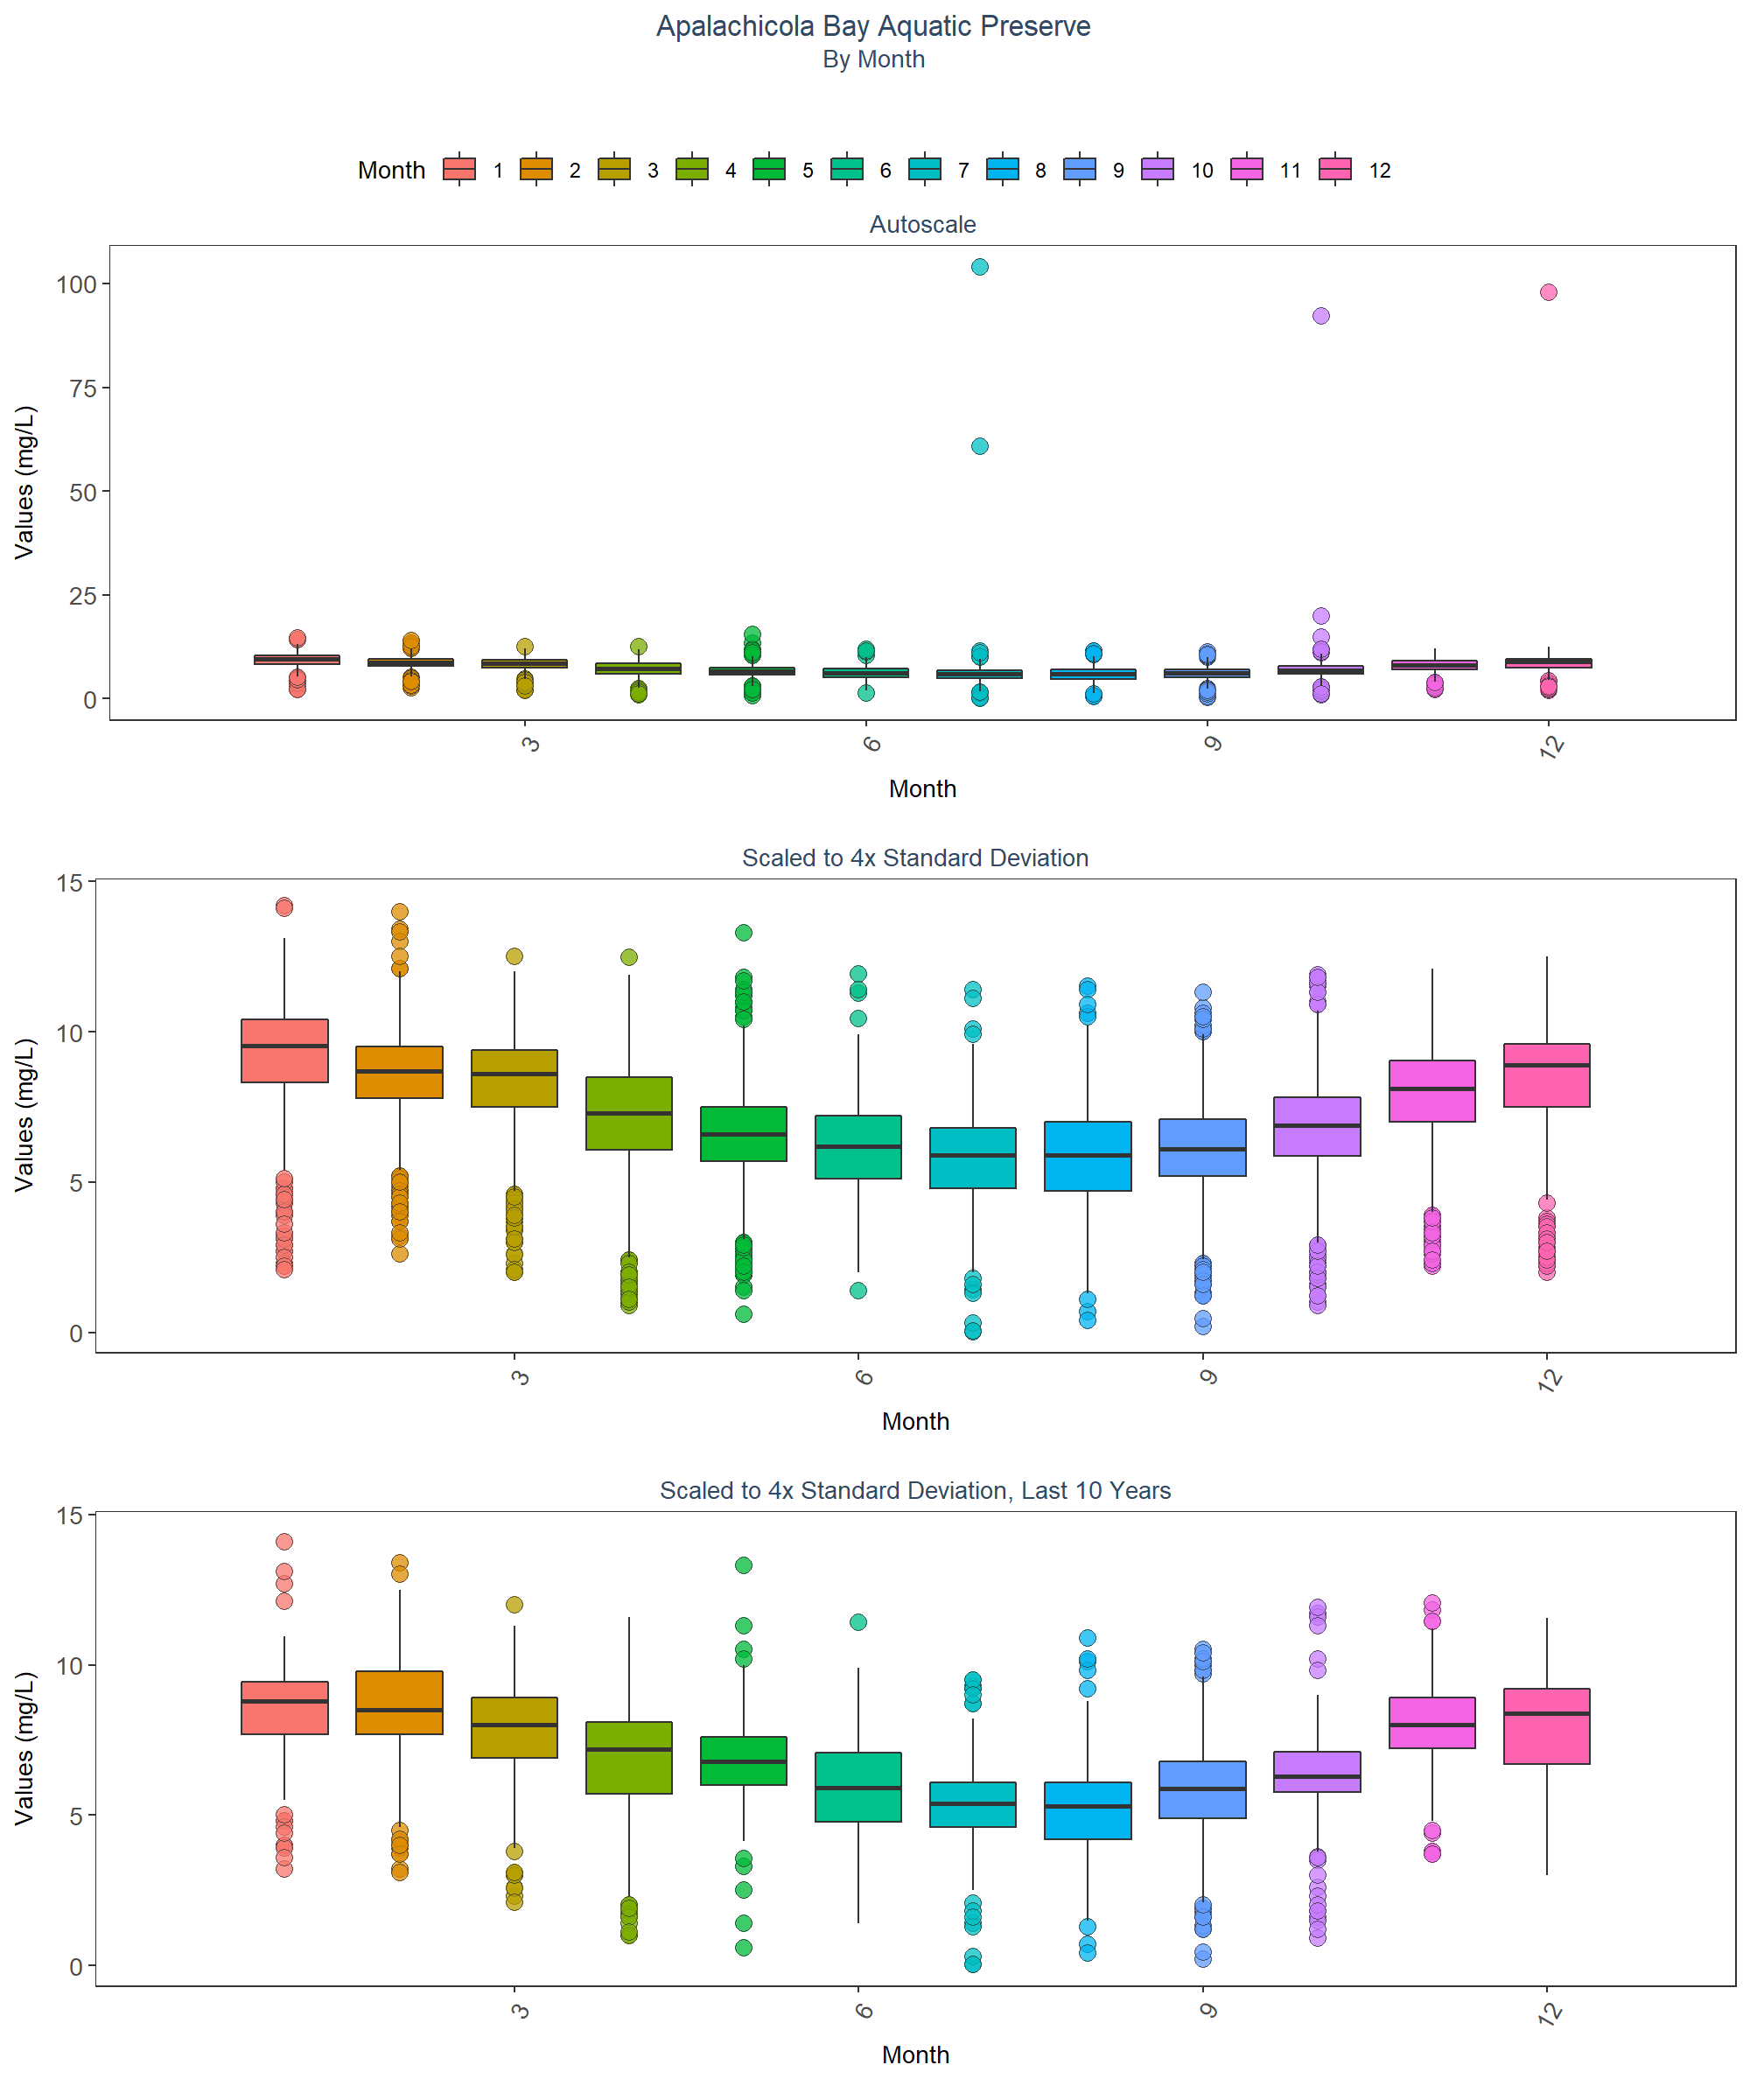 Apalachicola Bay Aquatic Preserve
By Month
Month 1 2 3 4 5 6 7 8 9 10 11 12
Autoscale
Values (mg/L)
100
75
50
25
0
3 6 9 12
Month
Scaled to 4x Standard Deviation
Values (mg/L)
15
10
5
0
3 6 9 12
Month
Scaled to 4x Standard Deviation, Last 10 Years
Values (mg/L)
15
10
5
0
3 6 9 12
Month